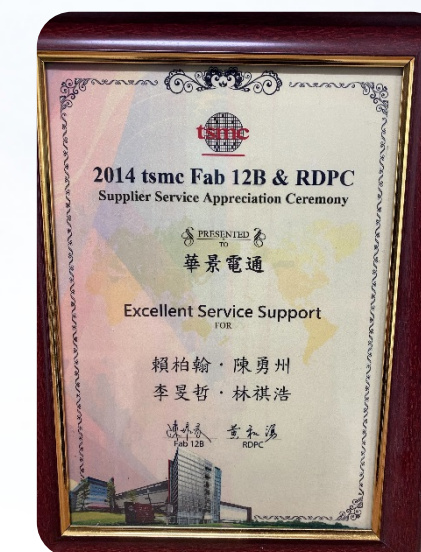 tsmc
2014 tsmc Fab 12B & RDPC
Supplier Service Appreciation Ceremony
PRESENTED
TO
華景電通
Excellent Service Support
FOR
賴柏翰・陳勇州
李旻哲・林祺浩
Fab 12B RDPC